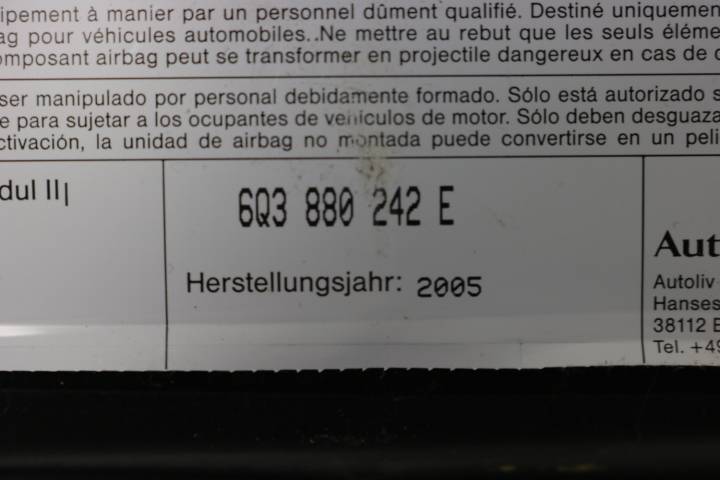 ipement à manier par un personnel dûment qualifié. Destiné uniquemen
ag pour véhicules automobiles..Ne mettre au rebut que les seuls éléme
omposant airbag peut se transformer en projectile dangereux en cas de
ser manipulado por personal debidamente formado. Sólo está autorizado s
e para sujetar a los ocupantes de vehiculos de motor. Sólo deben desguaza
ctivación, la unidad de airbag no montada puede convertirse en un peli
dul II
6Q3 880 242 E
Herstellungsjahr: 2005
Aut
Autoliv
Hanses
38112 B
Tel. +49